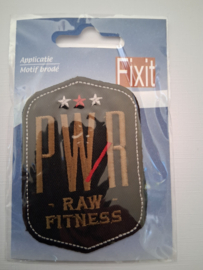 Applicatie
Motif brodé
Fixit
PWR
- RAW -
FITNESS